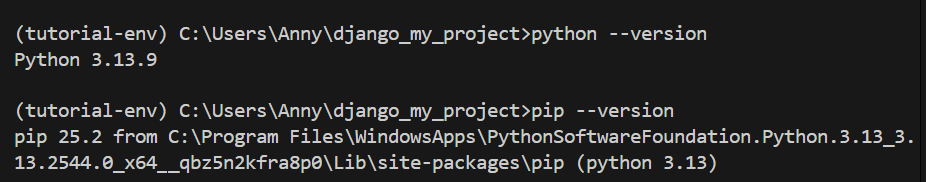 (tutorial-env) C:\Users\Anny\django_my_project>python --version
Python 3.13.9
(tutorial-env) C:\Users\Anny\django_my_project>pip --version
pip 25.2 from C:\Program Files\WindowsApps\PythonSoftwareFoundation.Python.3.13_3.
13.2544.0_x64__qbz5n2kfra8p0\Lib\site-packages\pip (python 3.13)